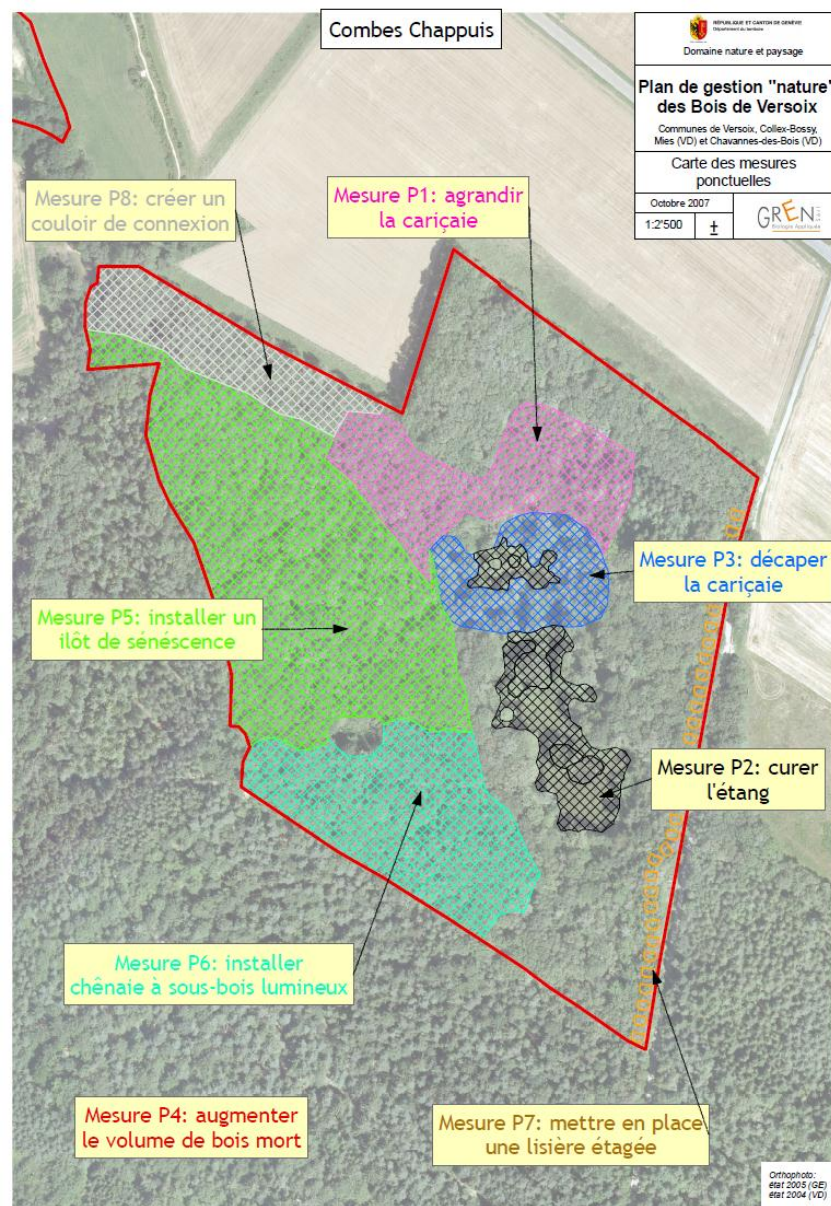 Combes Chappuis
RÉPUBLIQUE ET CANTON DE GENÈVE
Département du territoire
Domaine nature et paysage
Plan de gestion "nature"
des Bois de Versoix
Communes de Versoix, Collex-Bossy,
Mies (VD) et Chavannes-des-Bois (VD)
Carte des mesures
ponctuelles
Octobre 2007
1:2'500
GREN
Biologie Appliquée
Mesure P8: créer un
couloir de connexion
Mesure P1: agrandir
la cariçaie
Mesure P3: décaper
la cariçaie
Mesure P5: installer un
ilôt de sénéscence
Mesure P2: curer
l'étang
Mesure P6: installer
chênaie à sous-bois lumineux
Mesure P4: augmenter
le volume de bois mort
Mesure P7: mettre en place
une lisière étagée
Orthophoto:
état 2005 (GE)
état 2004 (VD)